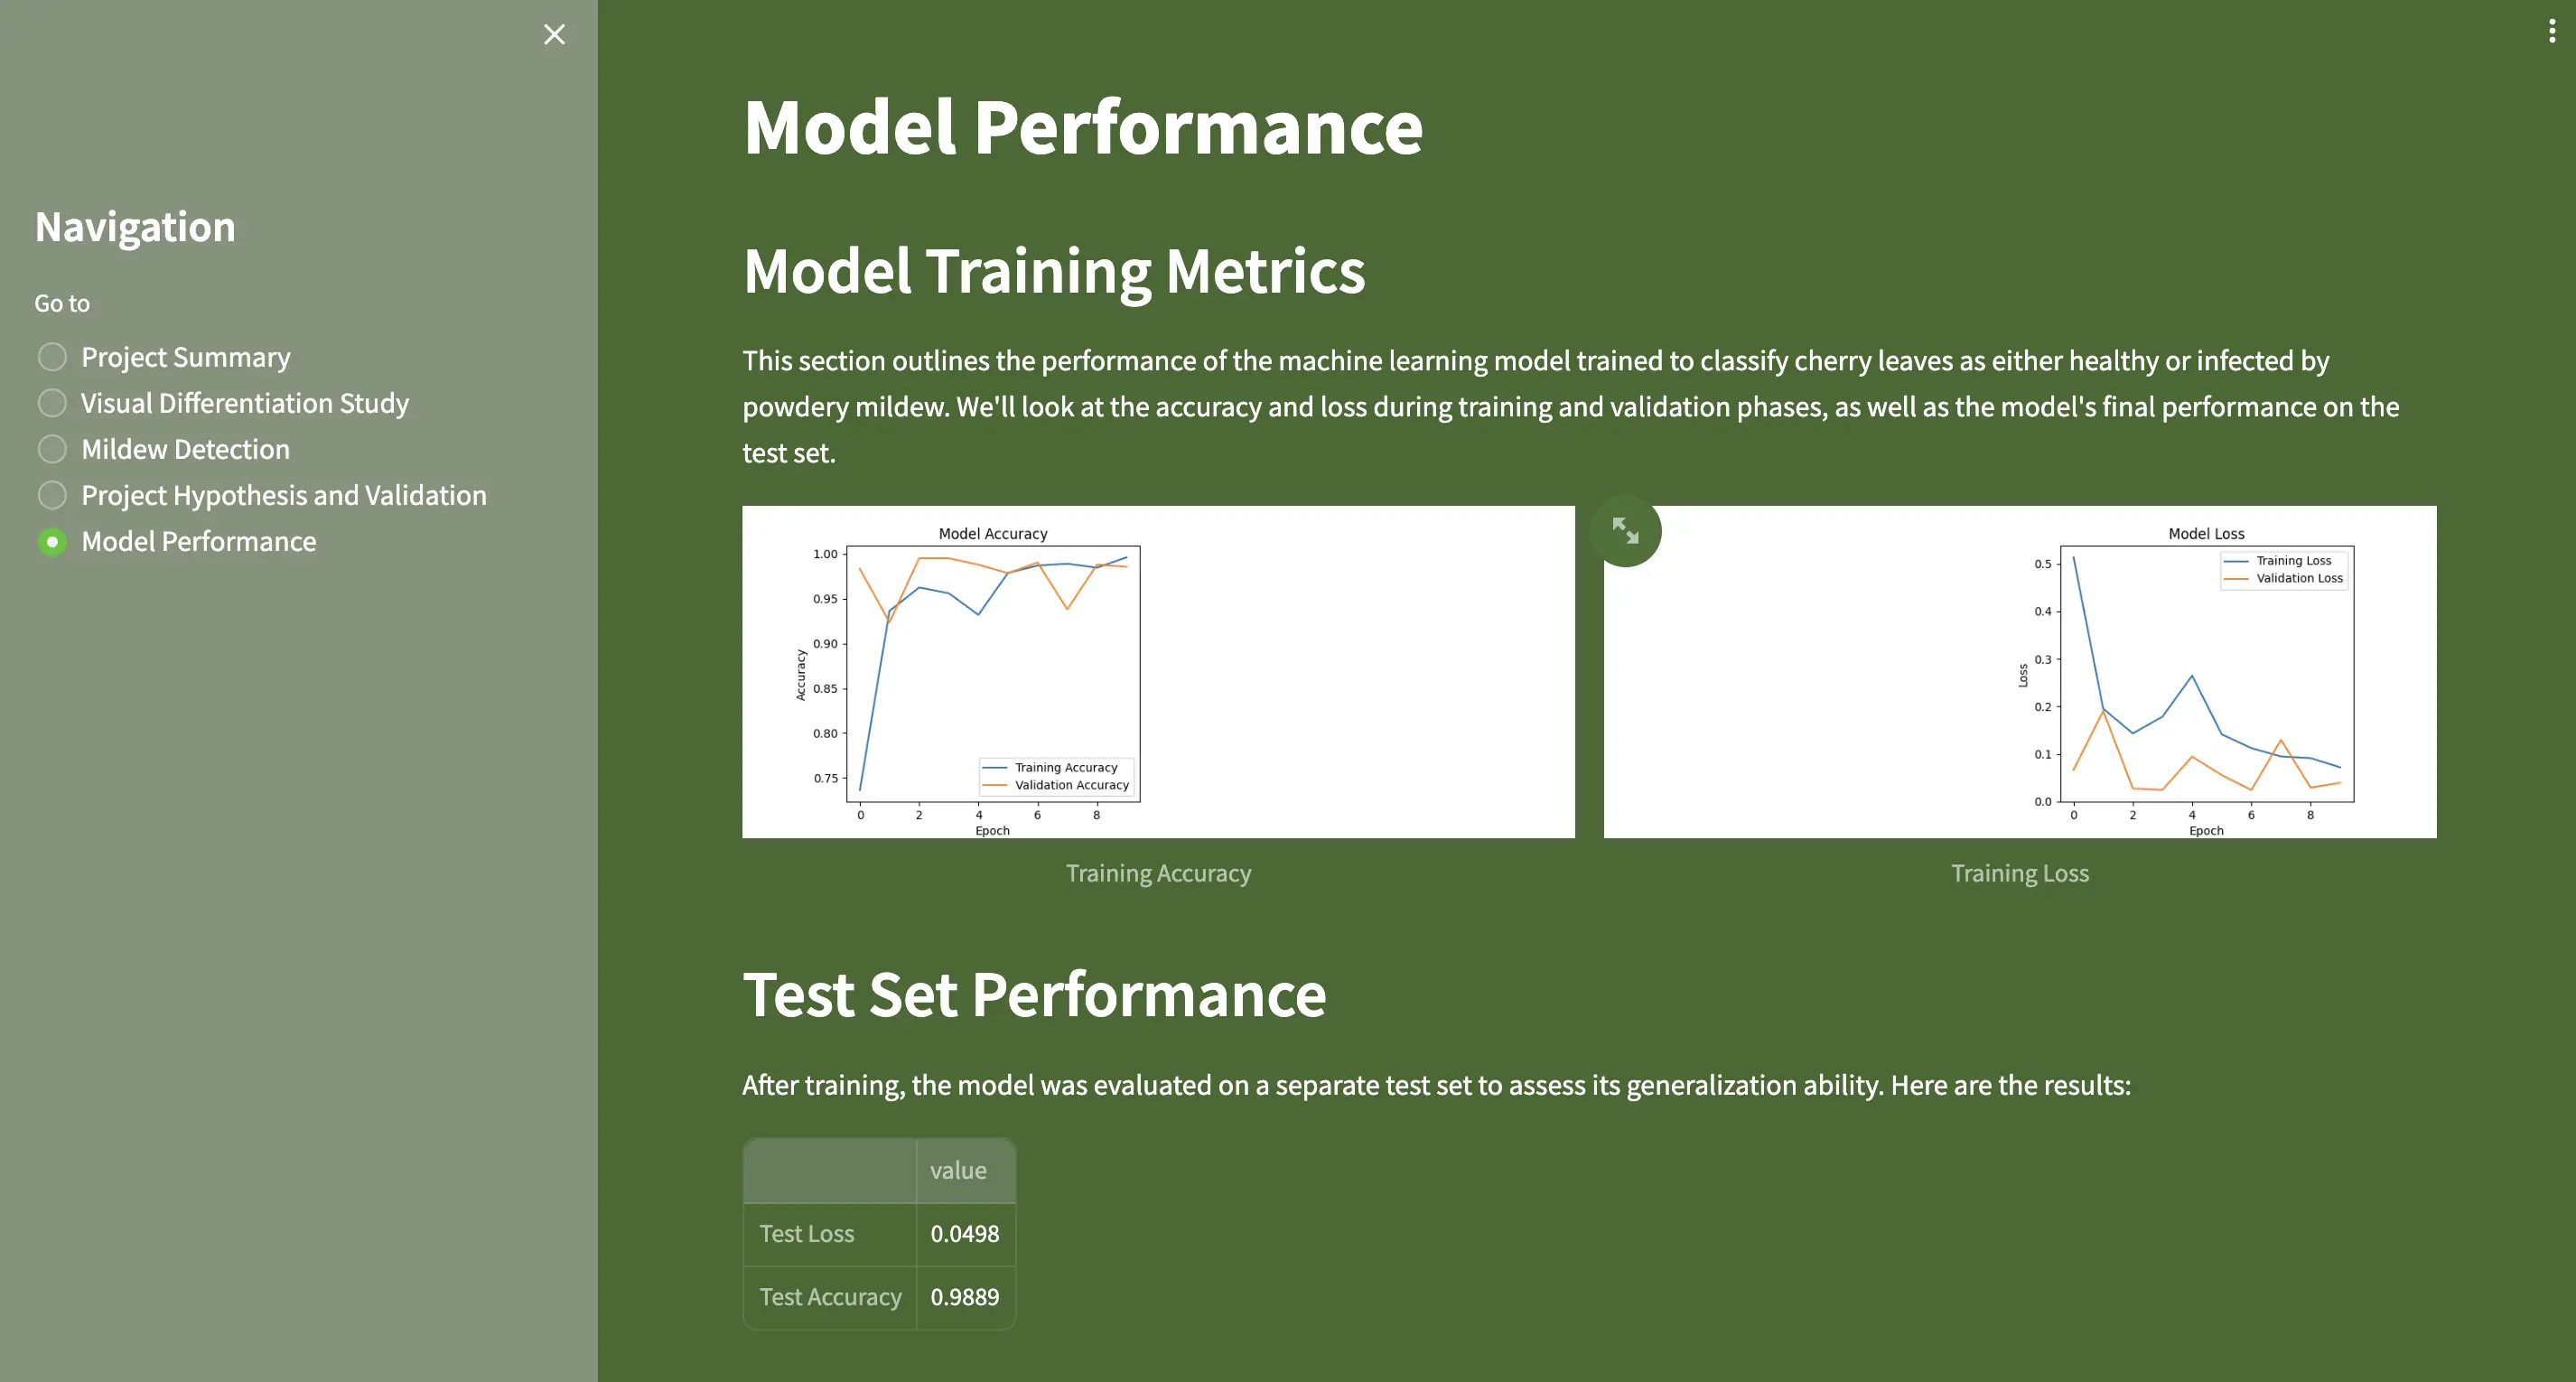 Navigation
Go to
Project Summary
Visual Differentiation Study
Mildew Detection
Project Hypothesis and Validation
Model Performance
Model Performance
Model Training Metrics
This section outlines the performance of the machine learning model trained to classify cherry leaves as either healthy or infected by
powdery mildew. We'll look at the accuracy and loss during training and validation phases, as well as the model's final performance on the
test set.
Model Accuracy
1.00
0.95
0.90
0.85
0.80
0.75
Accuracy
Training Accuracy
Validation Accuracy
0 2 4 6 8
Epoch
Training Accuracy
Model Loss
Training Loss
Validation Loss
0.5
0.4
0.3
0.2
0.1
0.0
Loss
0 2 4 6 8
Epoch
Training Loss
Test Set Performance
After training, the model was evaluated on a separate test set to assess its generalization ability. Here are the results:
value
Test Loss 0.0498
Test Accuracy 0.9889